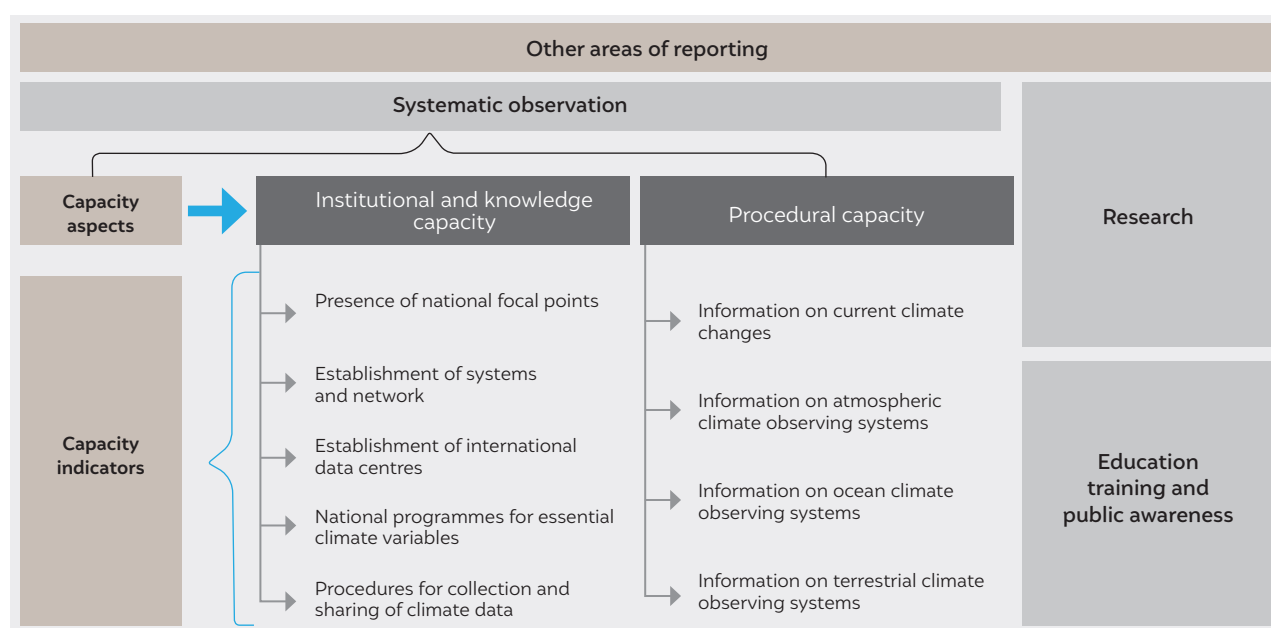 Other areas of reporting
Systematic observation
Capacity
aspects
Institutional and knowledge
capacity
Procedural capacity
Research
Capacity
indicators
Presence of national focal points
Establishment of systems
and network
Establishment of international
data centres
National programmes for essential
climate variables
Procedures for collection and
sharing of climate data
Information on current climate
changes
Information on atmospheric
climate observing systems
Information on ocean climate
observing systems
Information on terrestrial climate
observing systems
Education
training and
public awareness